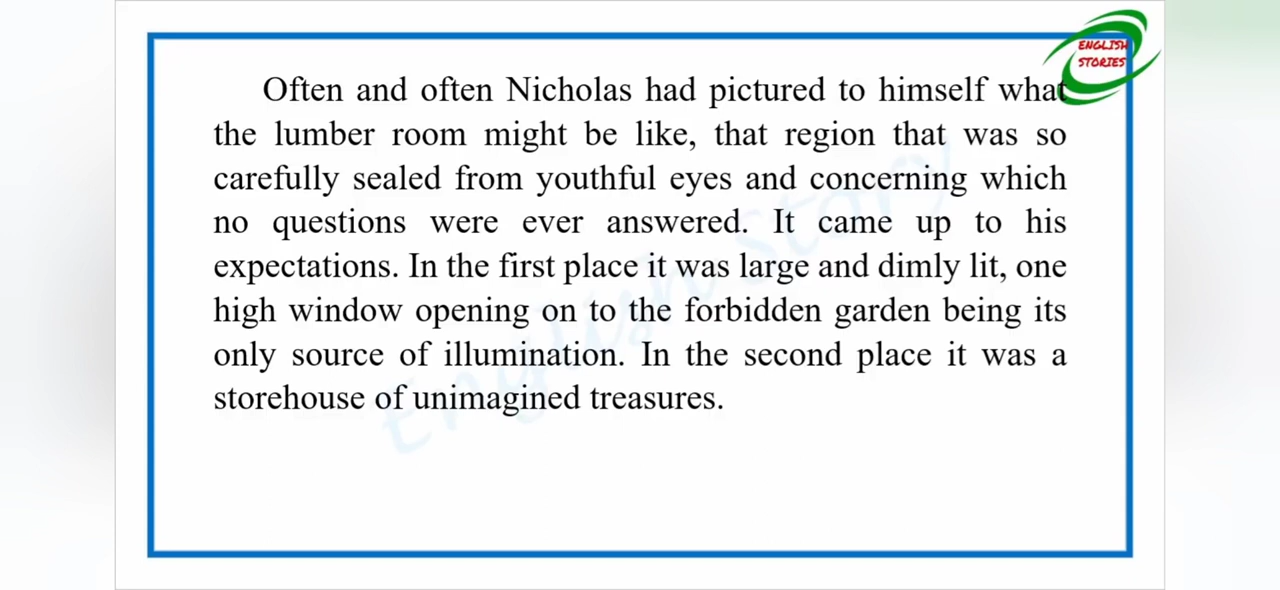 ENGLISH
STORIES
Often and often Nicholas had pictured to himself what
the lumber room might be like, that region that was so
carefully sealed from youthful eyes and concerning which
no questions were ever answered. It came up to his
expectations. In the first place it was large and dimly lit, one
high window opening on to the forbidden garden being its
only source of illumination. In the second place it was a
storehouse of unimagined treasures.
English Story